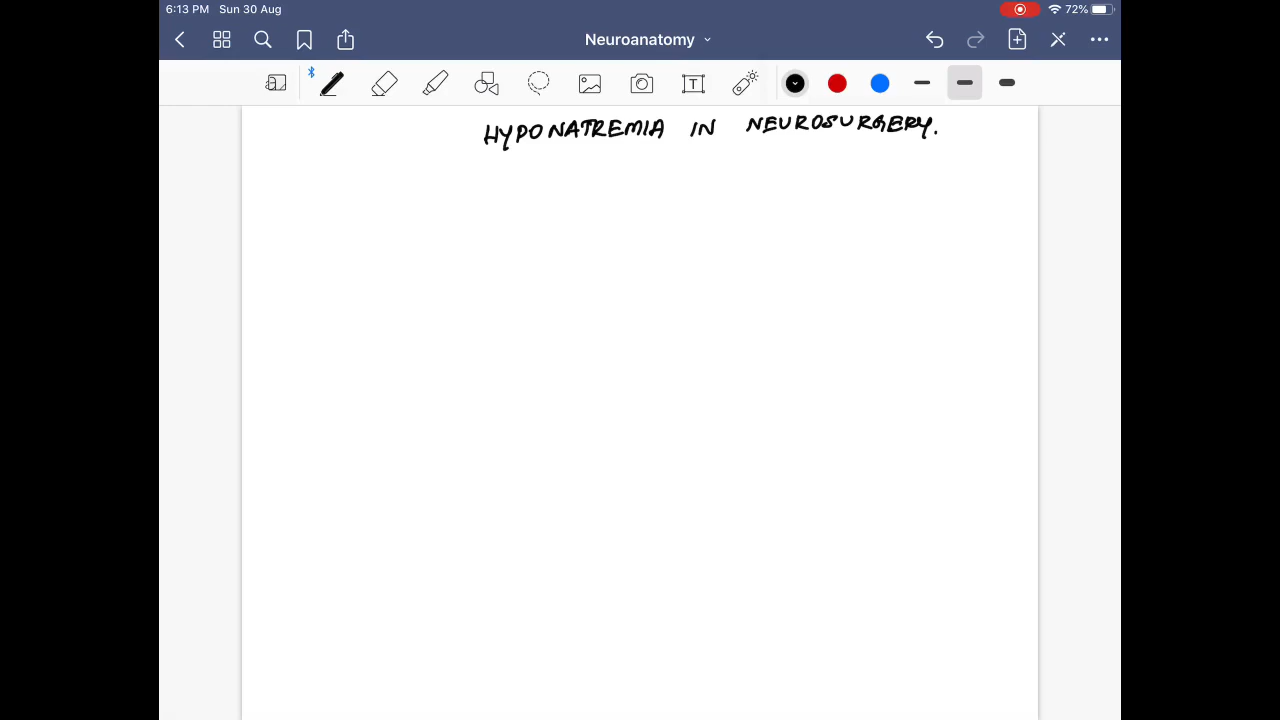 6:13 PM Sun 30 Aug 72%
Neuroanatomy
T
HYPONATREMIA IN NEUROSURGERY.